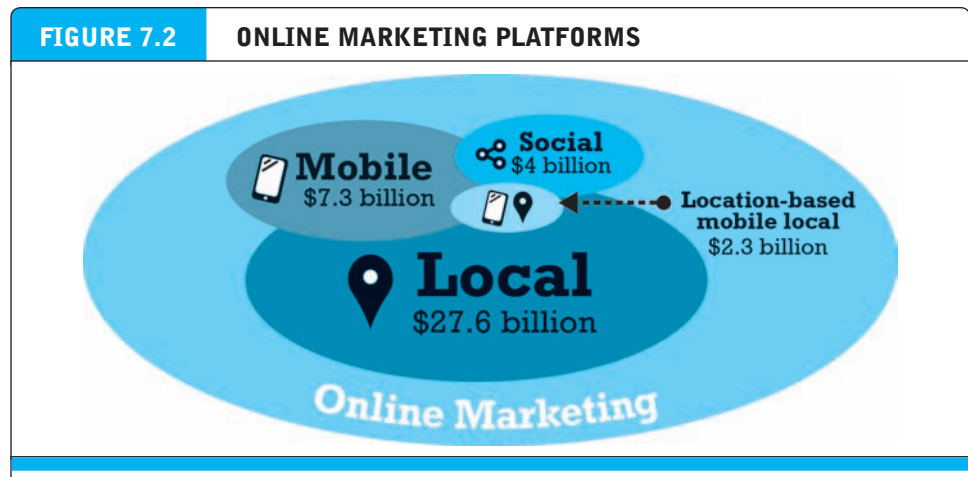 FIGURE 7.2 ONLINE MARKETING PLATFORMS
Mobile
$7.3 billion
Social
$4 billion
Location-based
mobile local
$2.3 billion
Local
$27.6 billion
Online Marketing